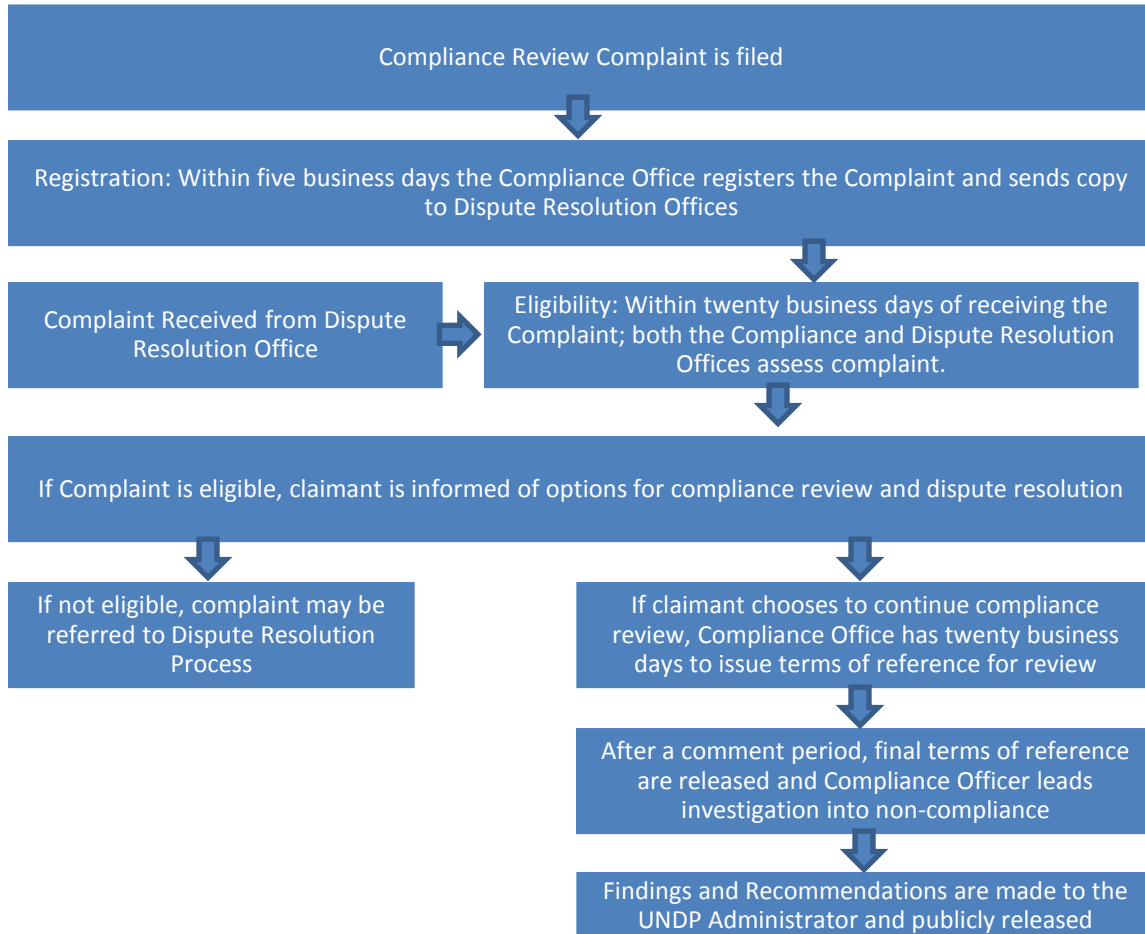 Compliance Review Complaint is filed
Registration: Within five business days the Compliance Office registers the Complaint and sends copy
to Dispute Resolution Offices
Complaint Received from Dispute
Resolution Office
Eligibility: Within twenty business days of receiving the
Complaint; both the Compliance and Dispute Resolution
Offices assess complaint.
If Complaint is eligible, claimant is informed of options for compliance review and dispute resolution
If not eligible, complaint may be
referred to Dispute Resolution
Process
If claimant chooses to continue compliance
review, Compliance Office has twenty business
days to issue terms of reference for review
After a comment period, final terms of reference
are released and Compliance Officer leads
investigation into non-compliance
Findings and Recommendations are made to the
UNDP Administrator and publicly released